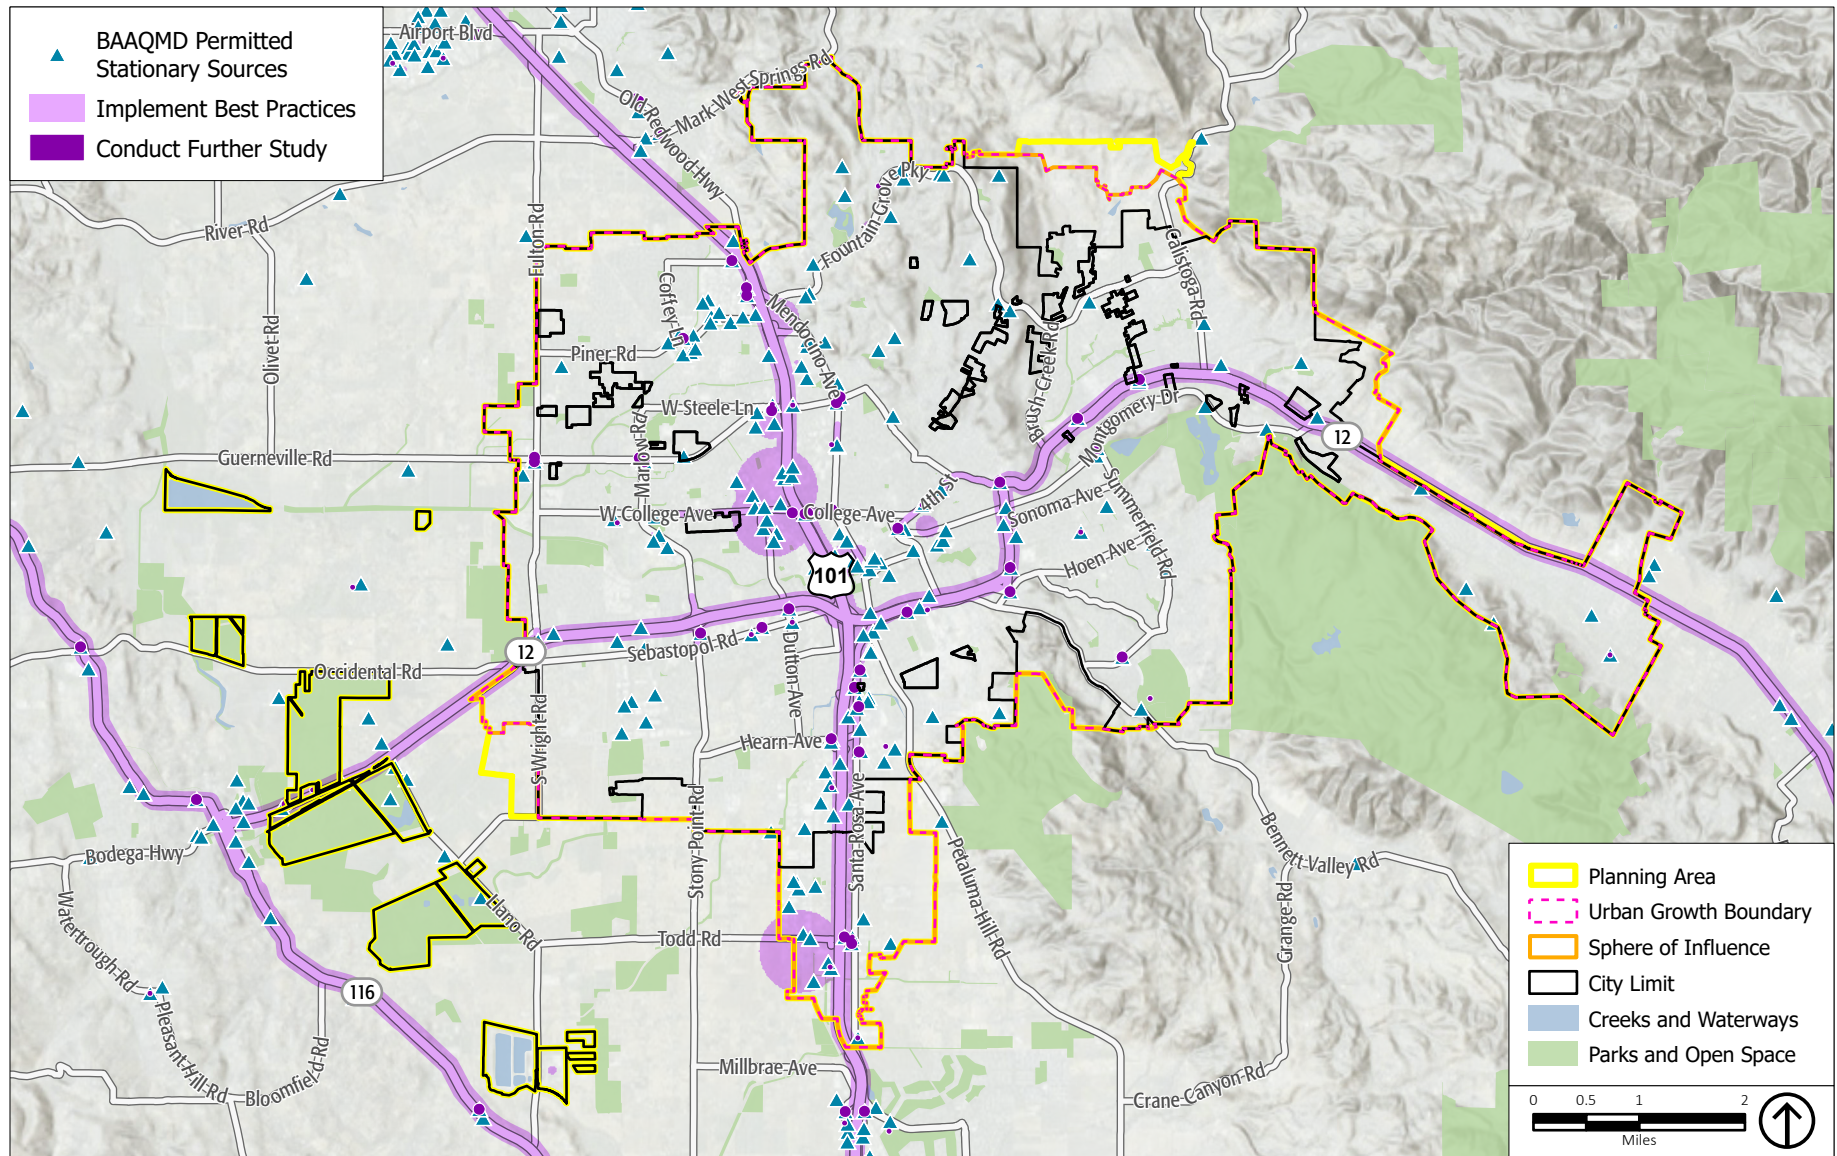 BAAQMD Permitted
Stationary Sources
Implement Best Practices
Conduct Further Study
Airport Blvd
Old Redwood Hwy
Mark West Springs Rd
River Rd
Fulton Rd
Fountain Grove Pky
Calistoga Rd
Coffey Ln
Mendocino Ave
Olivet Rd
Piner Rd
Brush Creek Rd
W Steele Ln
Montgomery Dr
12
Guerneville Rd
Marlow Rd
Summerfield Rd
4th St
W College Ave
College Ave
Sonoma Ave
Hoen Ave
101
12
Sebastopol Rd
Occidental Rd
Dutton Ave
S Wright Rd
Hearn Ave
Stony Point Rd
Santa Rosa Ave
Petaluma Hill Rd
Bennett Valley Rd
Bodega Hwy
Grange Rd
Watertrough Rd
Llano Rd
Todd Rd
116
Pleasant Hill Rd
Bloomfield Rd
Millbrae Ave
Crane Canyon Rd
Planning Area
Urban Growth Boundary
Sphere of Influence
City Limit
Creeks and Waterways
Parks and Open Space
0 0.5 1 2
Miles